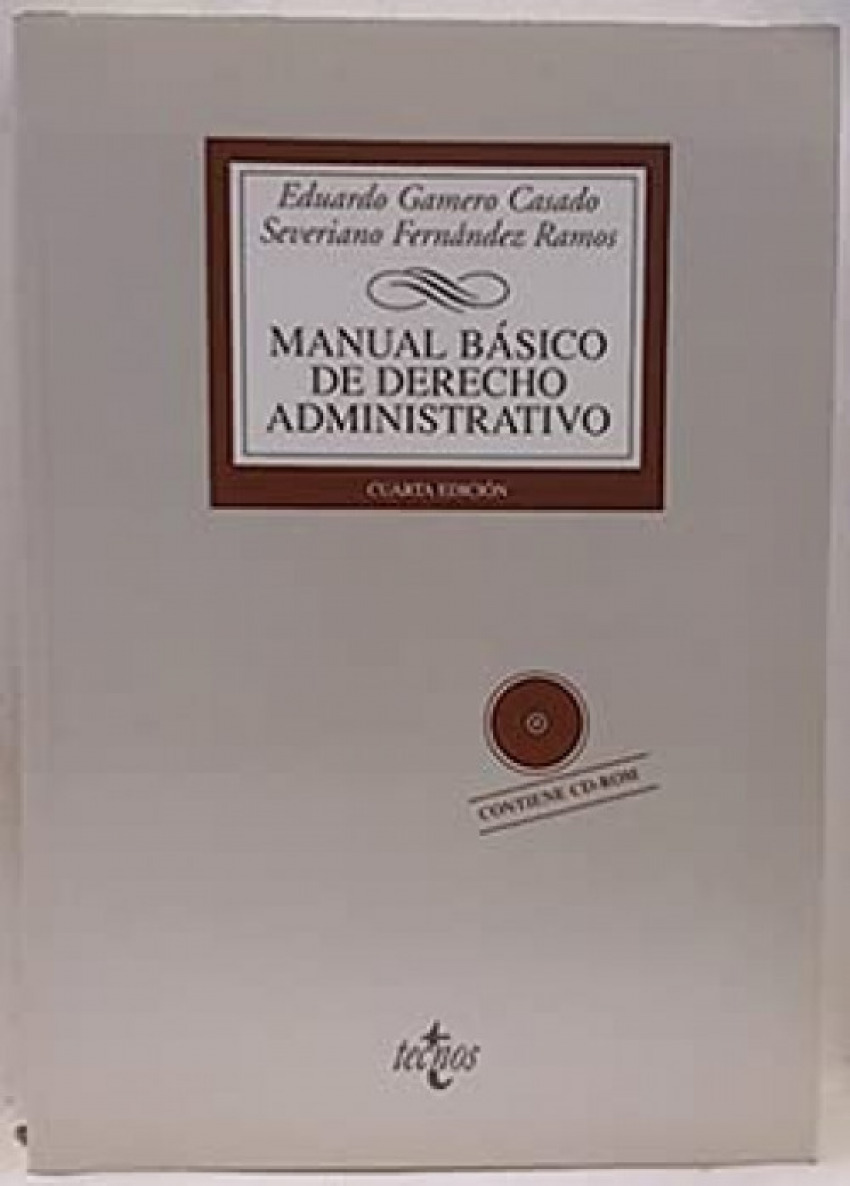 Eduardo Gamero Casado
Severiano Fernández Ramos
MANUAL BÁSICO
DE DERECHO
ADMINISTRATIVO
CUARTA EDICIÓN
CONTIENE CD-ROM
tecnos